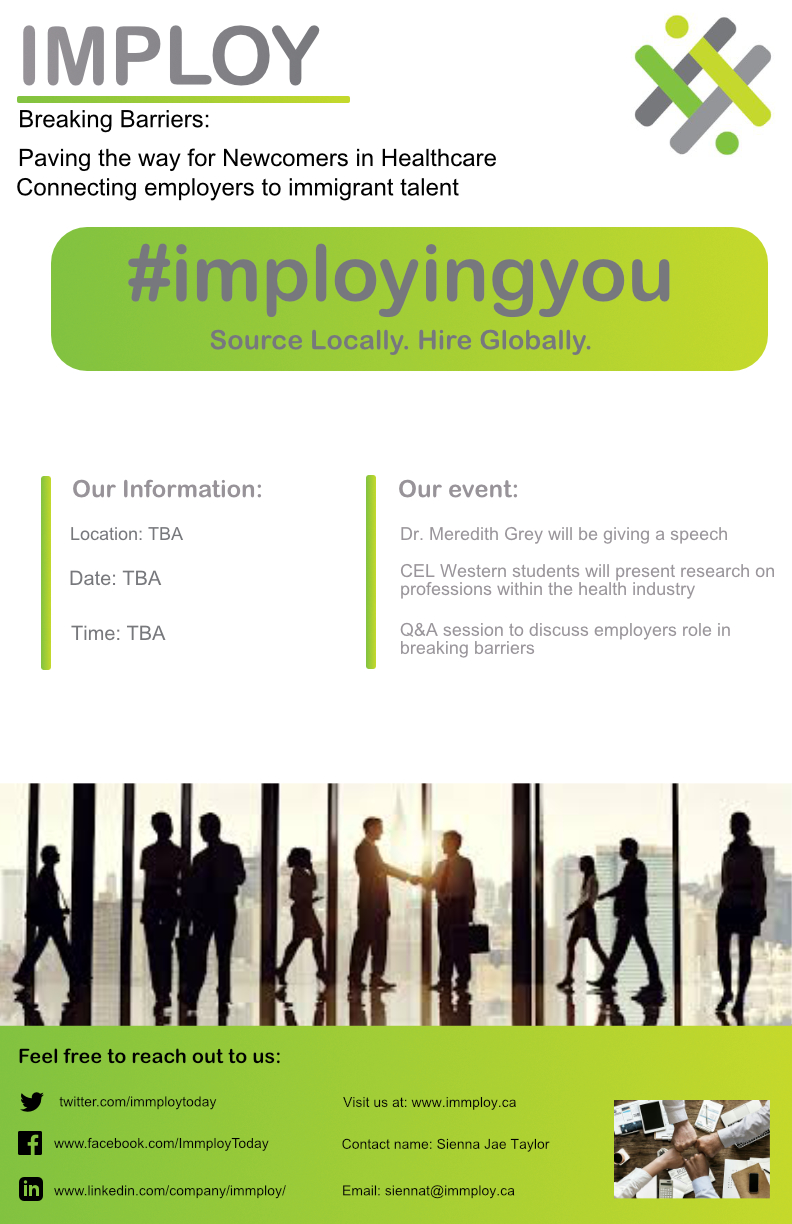 IMPLOY
Breaking Barriers:
Paving the way for Newcomers in Healthcare
Connecting employers to immigrant talent
#imployingyou
Source Locally. Hire Globally.
Our Information:
Location: TBA
Date: TBA
Time: TBA
Our event:
Dr. Meredith Grey will be giving a speech
CEL Western students will present research on
professions within the health industry
Q&A session to discuss employers role in
breaking barriers
Feel free to reach out to us:
twitter.com/immploytoday
www.facebook.com/ImmployToday
www.linkedin.com/company/immploy/
Visit us at: www.immploy.ca
Contact name: Sienna Jae Taylor
Email: siennat@immploy.ca